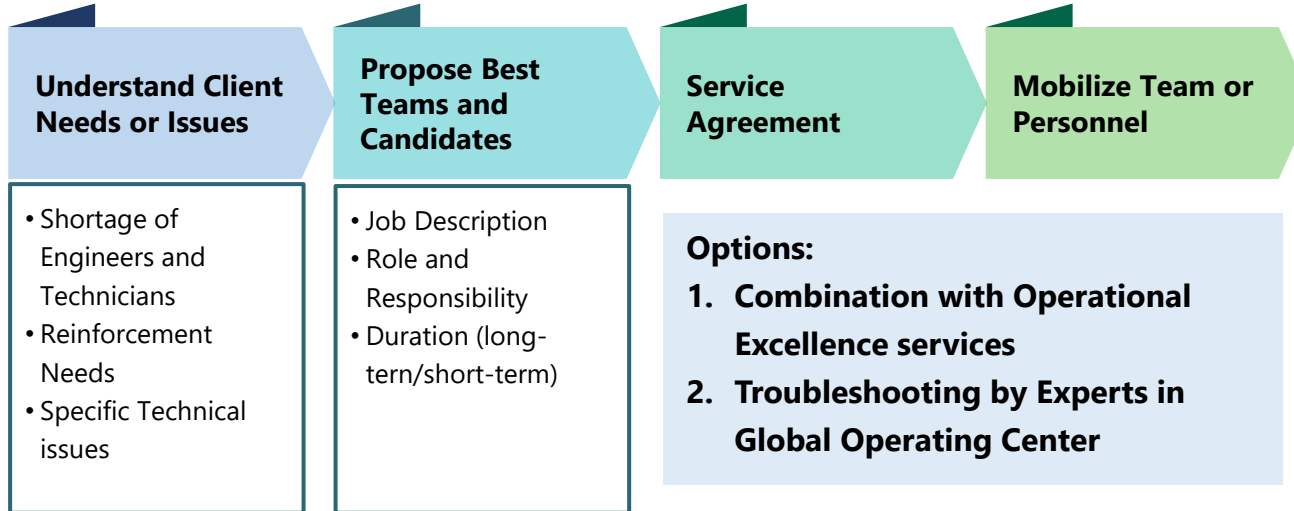 Understand Client
Needs or Issues
Propose Best
Teams and
Candidates
Service
Agreement
Mobilize Team or
Personnel
• Shortage of
Engineers and
Technicians
• Reinforcement
Needs
• Specific Technical
issues
• Job Description
• Role and
Responsibility
• Duration (long-
tern/short-term)
Options:
1. Combination with Operational
Excellence services
2. Troubleshooting by Experts in
Global Operating Center